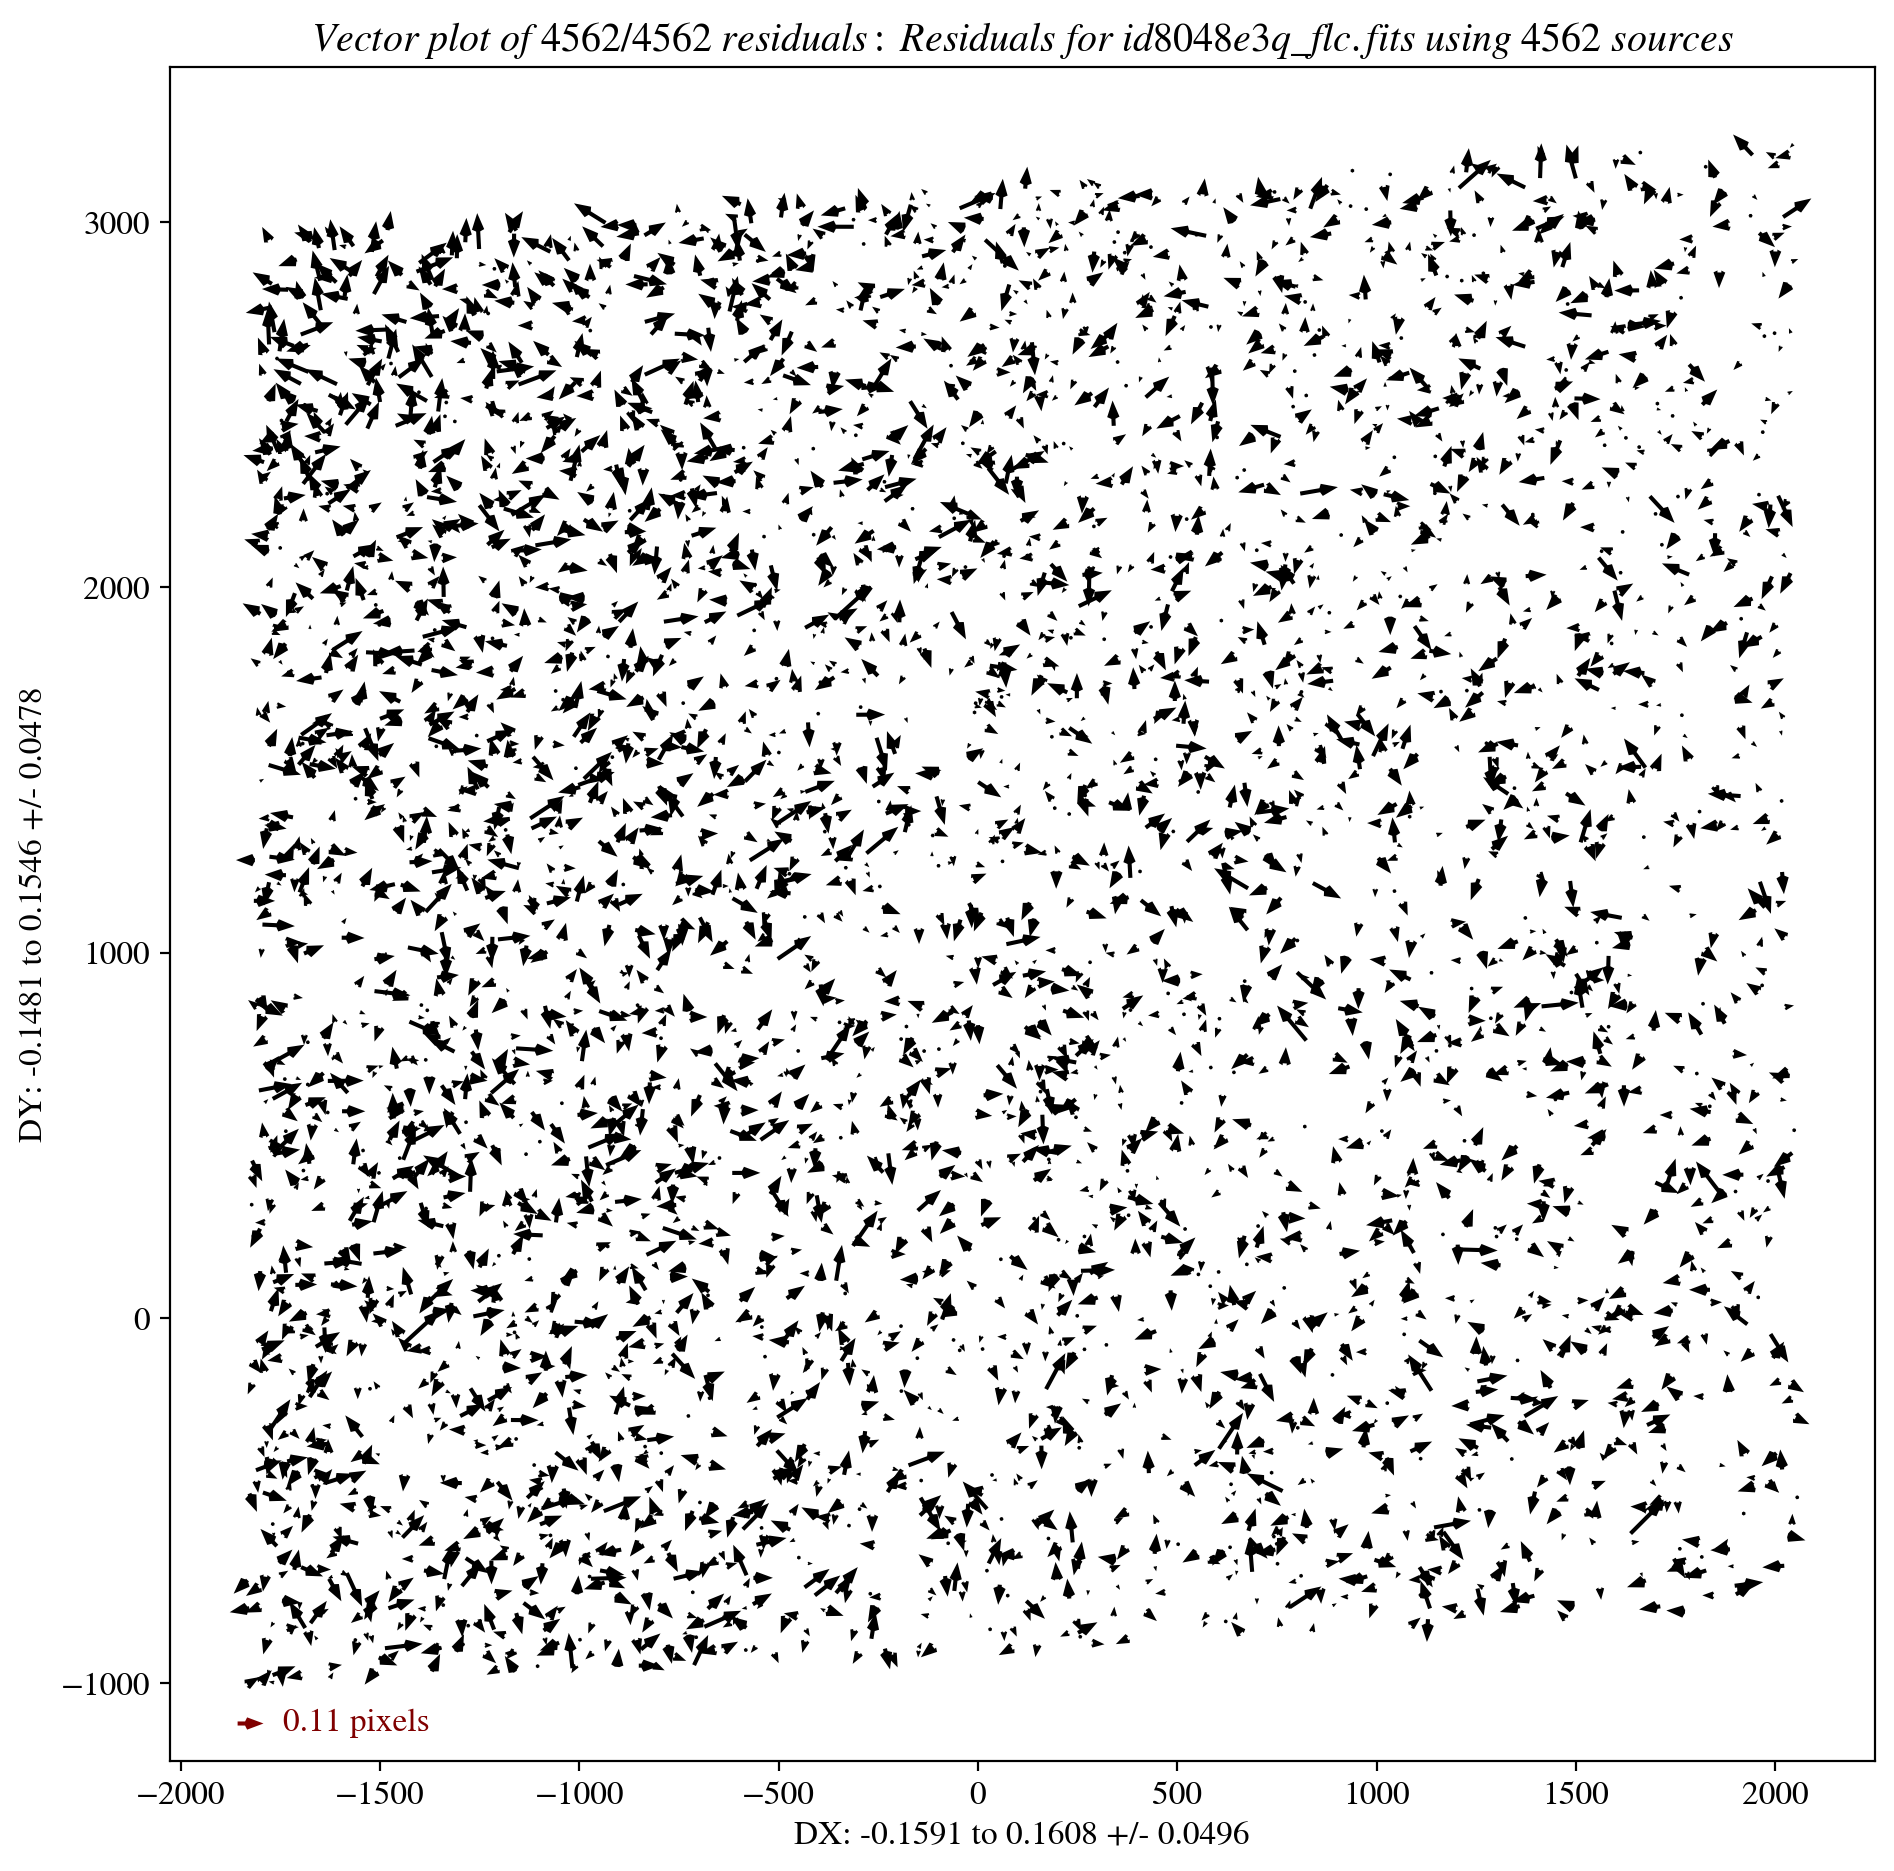 Vector plot of 4562/4562 residuals: Residuals for id8048e3q_flc.fits using 4562 sources
3000
2000
1000
0
−1000
DY: -0.1481 to 0.1546 +/- 0.0478
0.11 pixels
−2000 −1500 −1000 −500 0 500 1000 1500 2000
DX: -0.1591 to 0.1608 +/- 0.0496